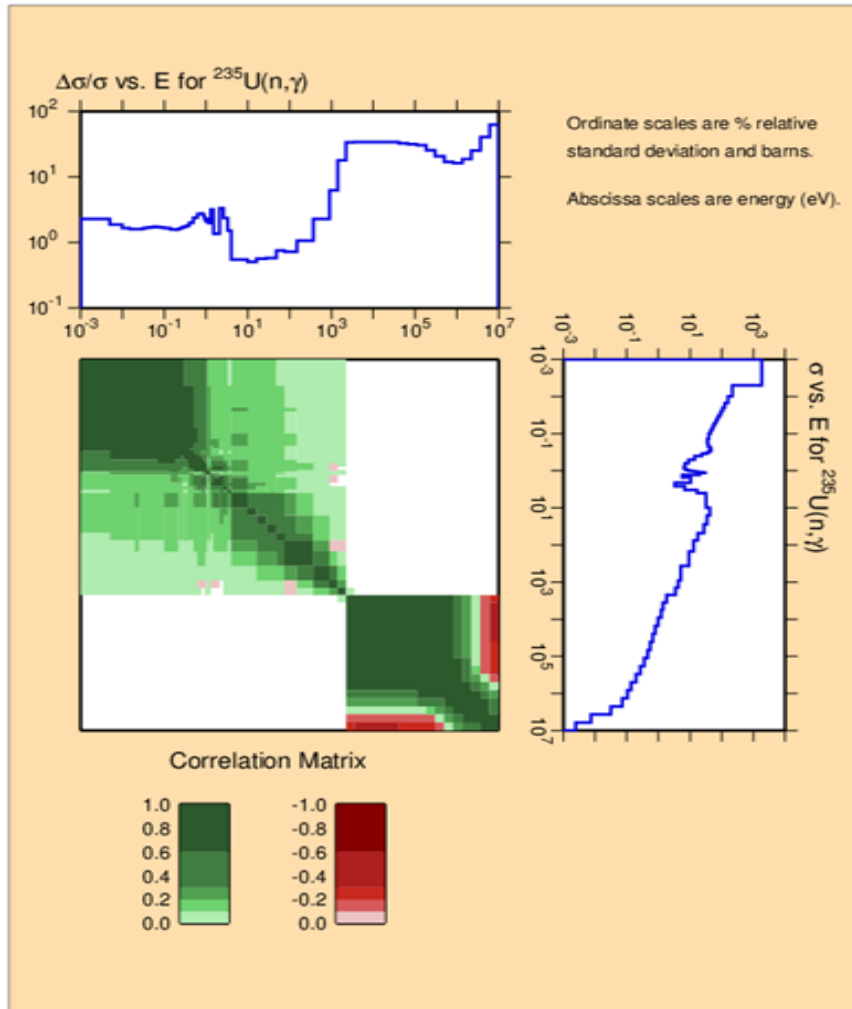 Δσ/σ vs. E for ²³⁵U(n,γ)
10²
10¹
10⁰
10⁻¹
10⁻³ 10⁻¹ 10¹ 10³ 10⁵ 10⁷
Ordinate scales are % relative
standard deviation and barns.
Abscissa scales are energy (eV).
10⁻³ 10⁻¹ 10¹ 10³
10⁻³
10⁻¹
10¹
10³
10⁵
10⁷
σ vs. E for ²³⁵U(n,γ)
Correlation Matrix
1.0
0.8
0.6
0.4
0.2
0.0
-1.0
-0.8
-0.6
-0.4
-0.2
0.0